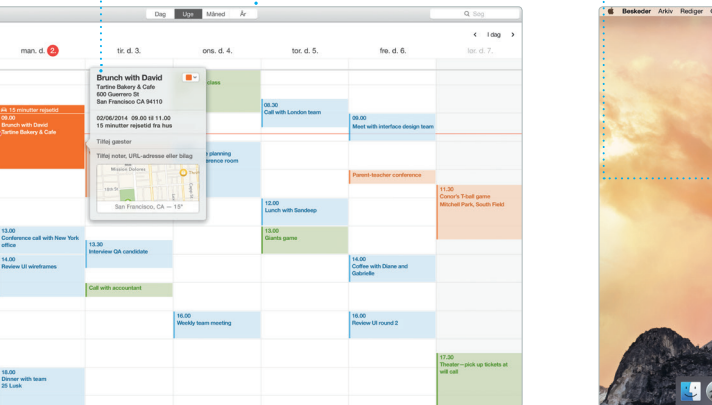 Dag Uge Måned År
Søg
Beskeder Arkiv Rediger
< I dag >
man. d. 2.
tir. d. 3.
ons. d. 4.
tor. d. 5.
fre. d. 6.
lør. d. 7.
15 minutter rejsetid
09.00
Brunch with David
Tartine Bakery & Cafe
13.00
Conference call with New York
office
14.00
Review UI wireframes
18.00
Dinner with team
25 Lusk
Brunch with David
Tartine Bakery & Cafe
600 Guerrero St
San Francisco CA 94110
02/06/2014 09.00 til 11.00
15 minutter rejsetid fra hus
Tilføj gæster
Tilføj noter, URL-adresse eller bilag
Mission Dolores
18th St
San Francisco, CA — 15°
13.30
Interview QA candidate
Call with accountant
class
planning
erence room
16.00
Weekly team meeting
08.30
Call with London team
12.00
Lunch with Sandeep
13.00
Giants game
09.00
Meet with interface design team
Parent-teacher conference
14.00
Coffee with Diane and
Gabrielle
16.00
Review UI round 2
11.30
Conor's T-ball game
Mitchell Park, South Field
17.30
Theater—pick up tickets at
will call